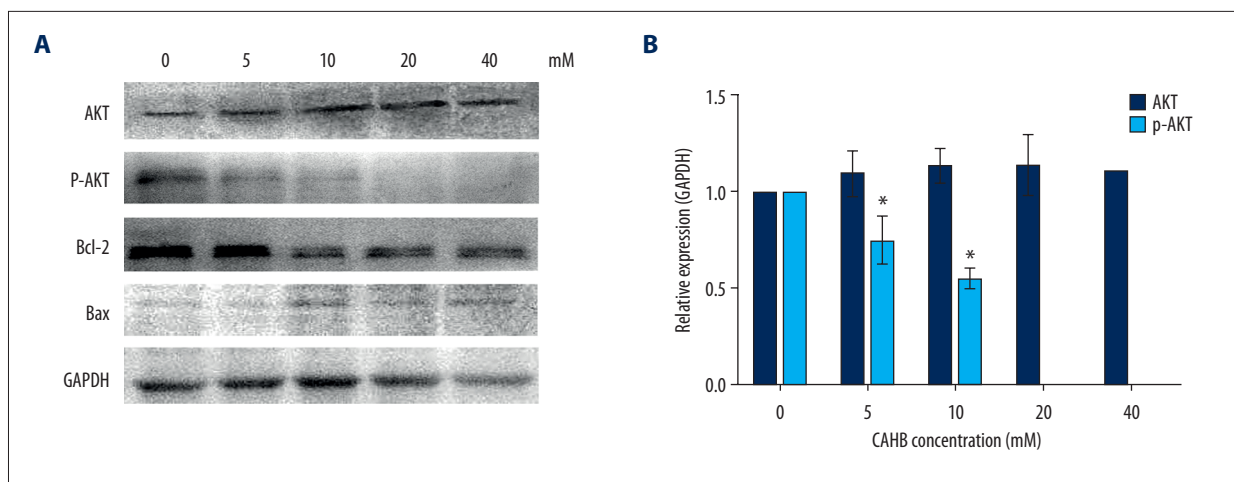 A
0 5 10 20 40 mM
AKT
P-AKT
Bcl-2
Bax
GAPDH
B
1.5
1.0
0.5
0.0
Relative expression (GAPDH)
AKT
p-AKT
*
*
0 5 10 20 40
CAHB concentration (mM)